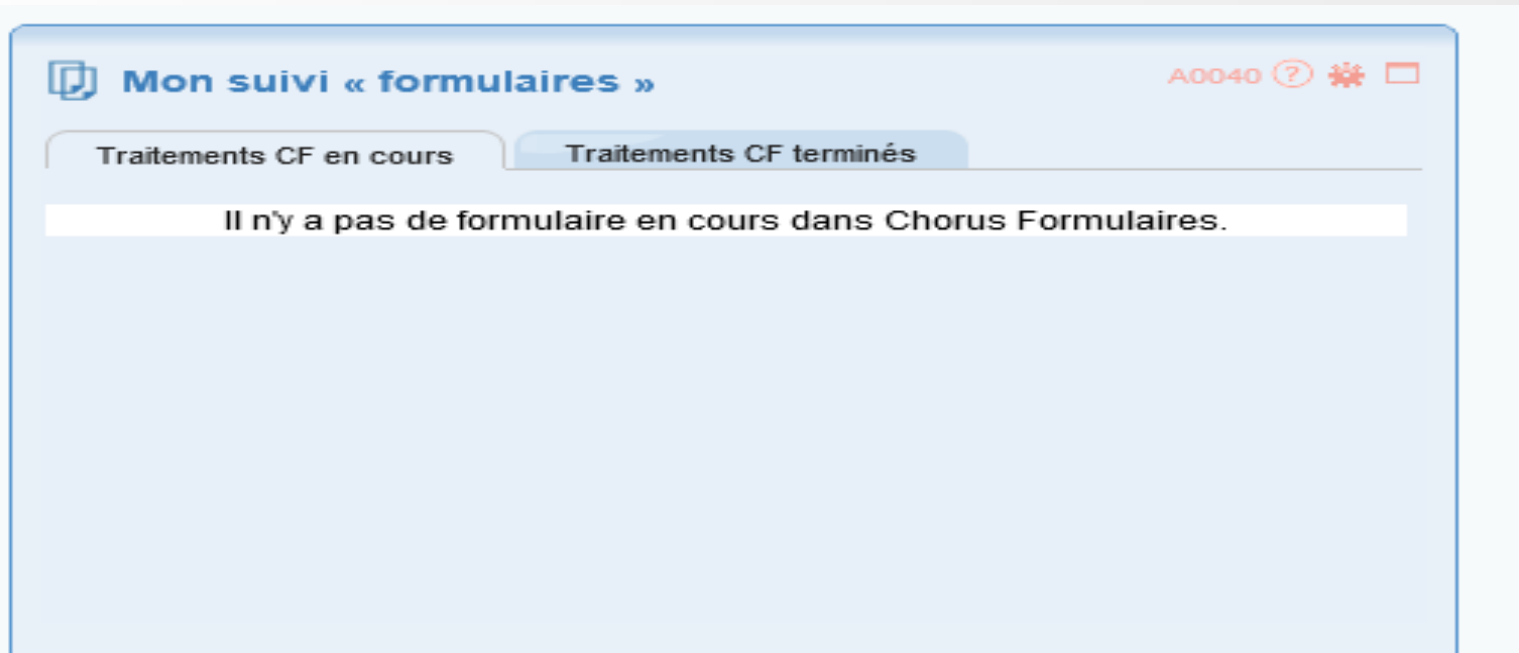 Mon suivi « formulaires »
A0040 ?
Traitements CF en cours
Traitements CF terminés
Il n'y a pas de formulaire en cours dans Chorus Formulaires.